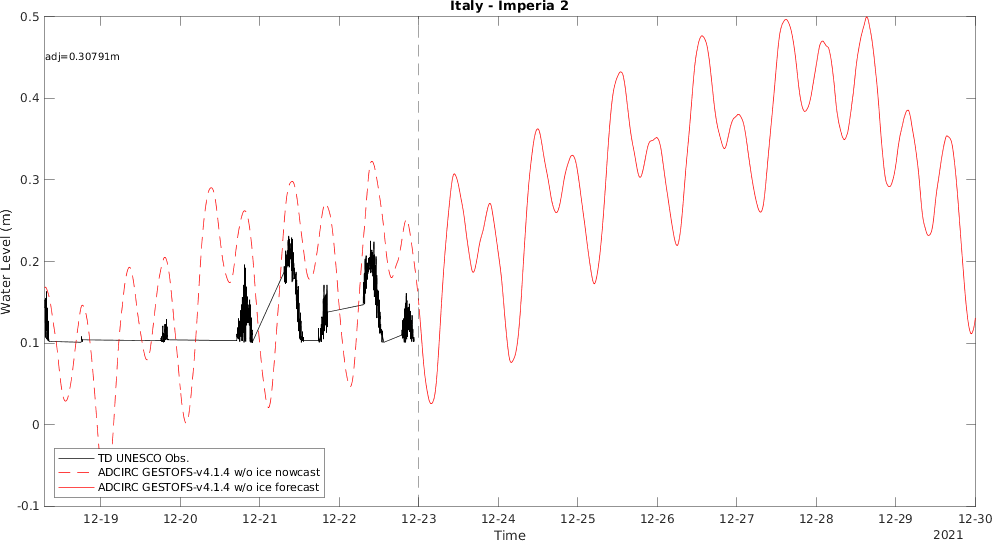 Italy - Imperia 2
adj=0.30791m
0.5
0.4
0.3
0.2
0.1
0
-0.1
Water Level (m)
TD UNESCO Obs.
ADCIRC GESTOFS-v4.1.4 w/o ice nowcast
ADCIRC GESTOFS-v4.1.4 w/o ice forecast
12-19 12-20 12-21 12-22 12-23 12-24 12-25 12-26 12-27 12-28 12-29 12-30
Time
2021